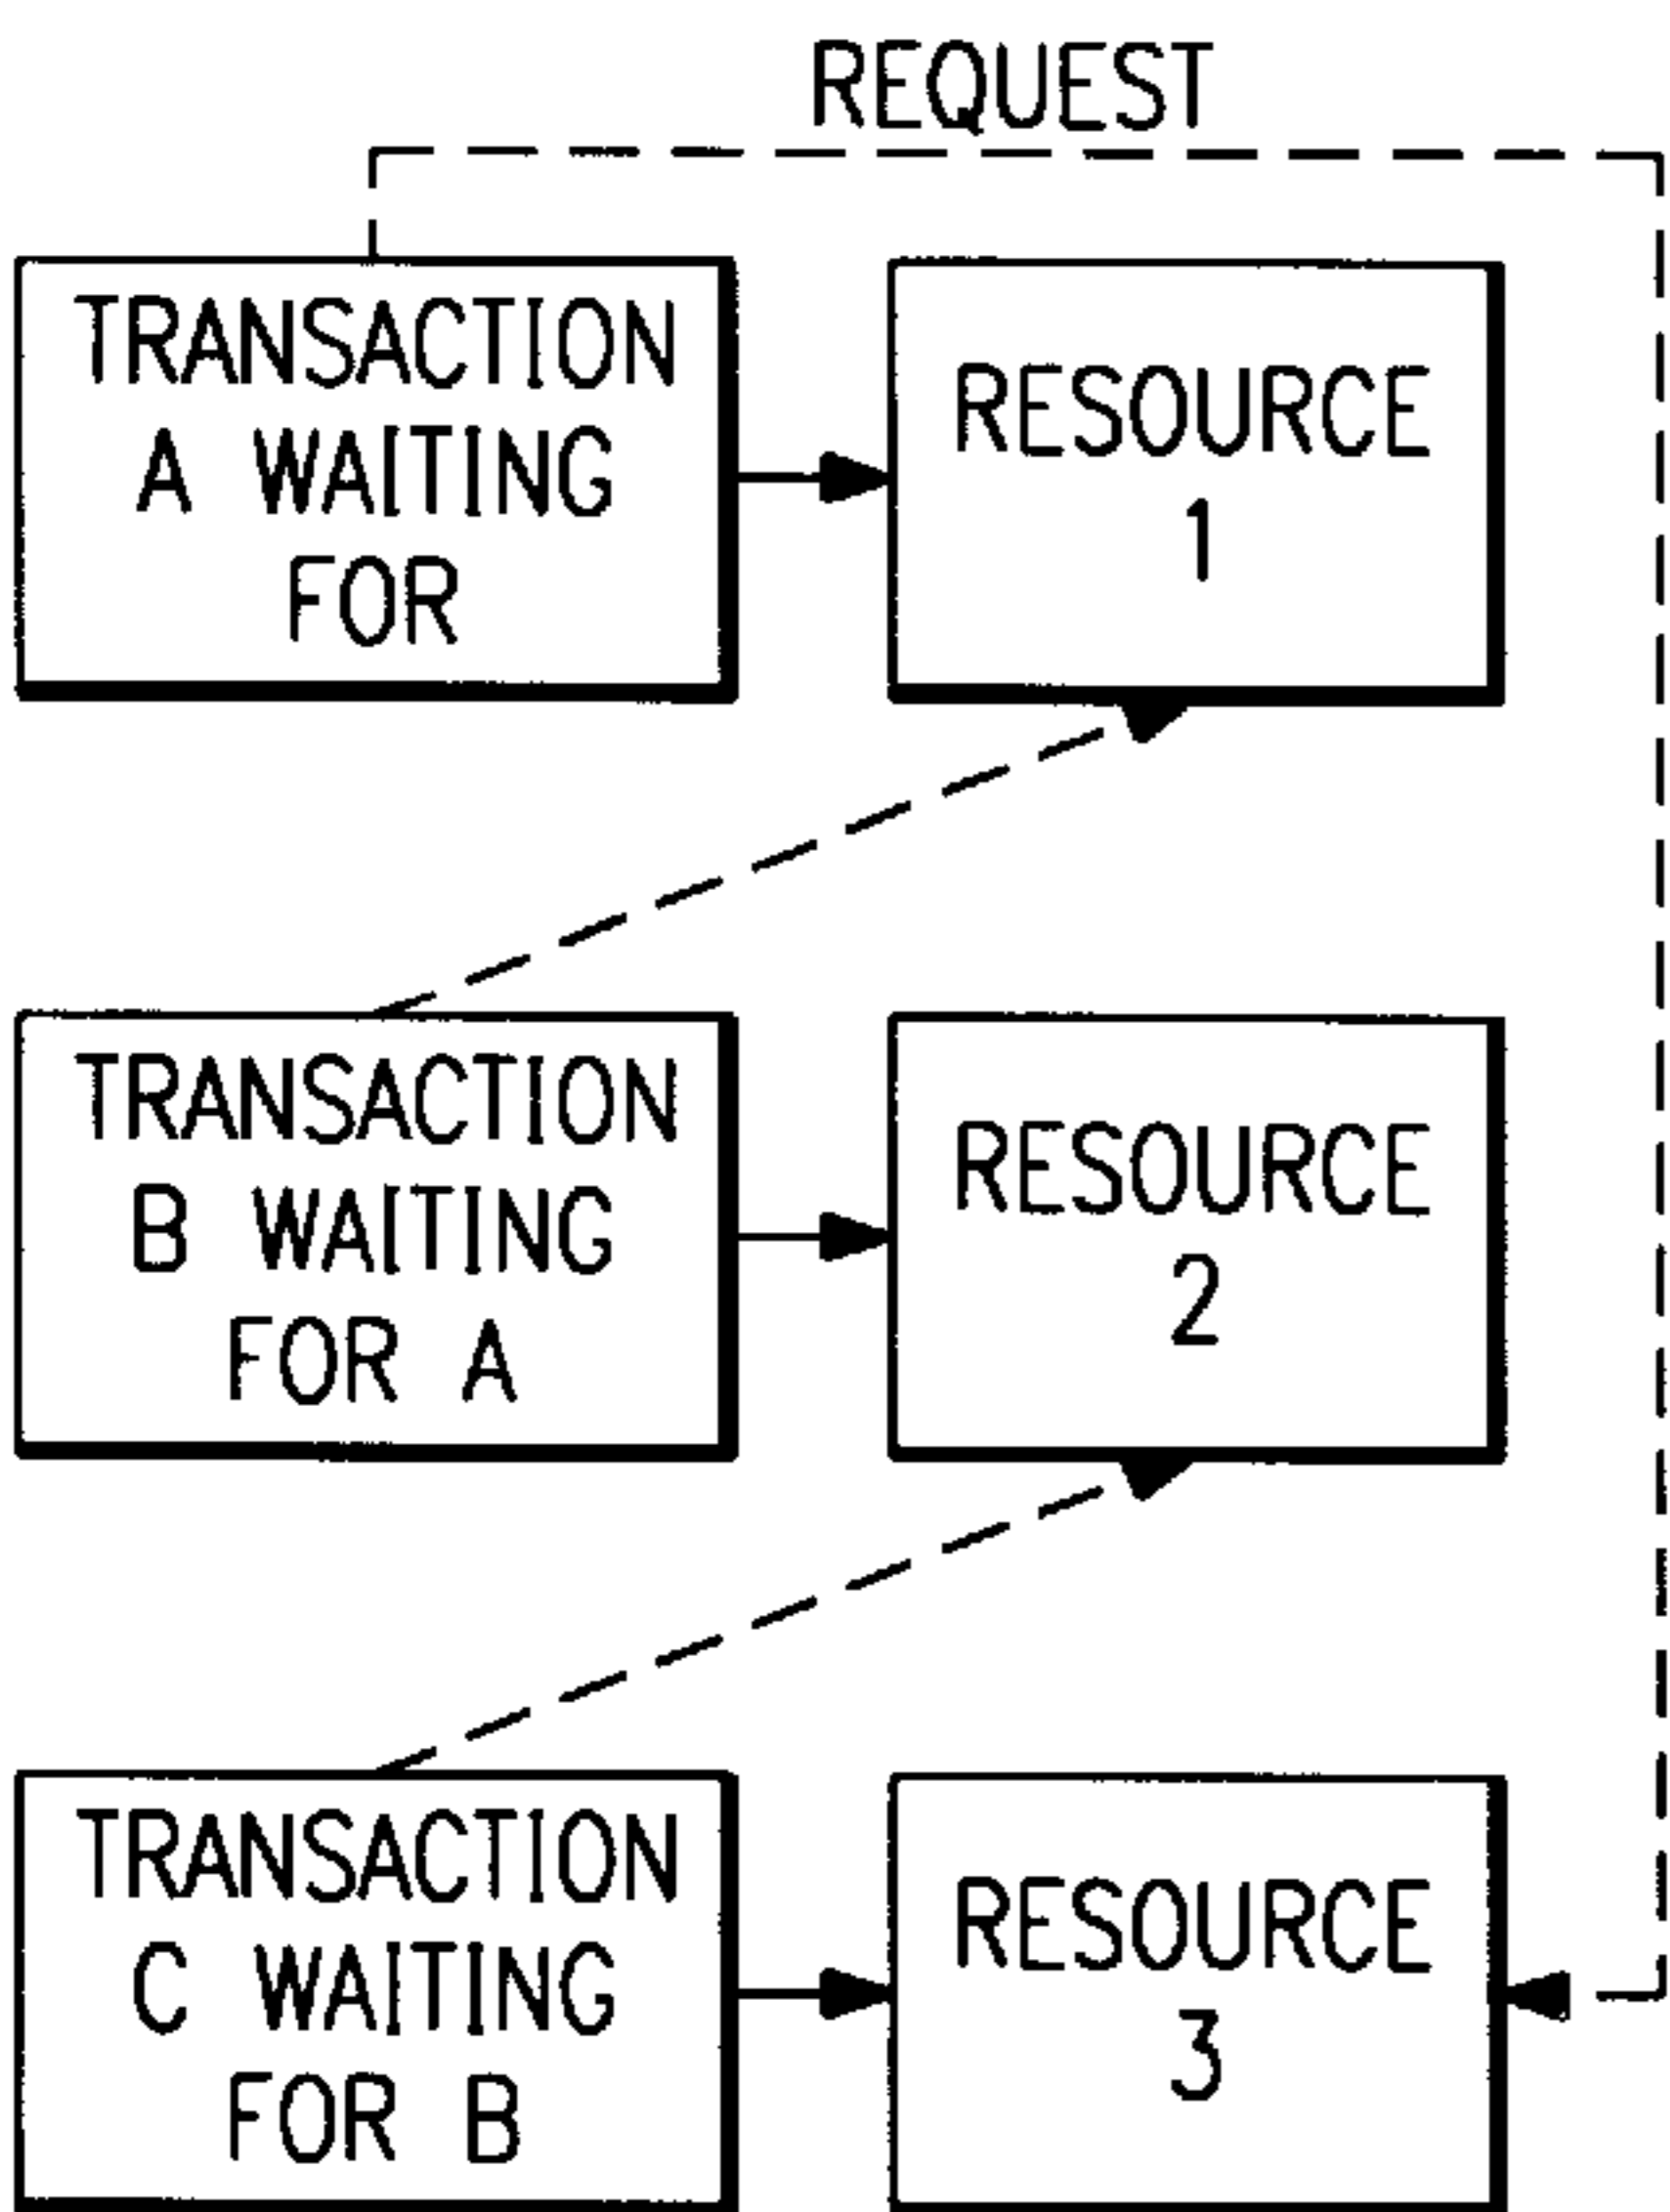 REQUEST
TRANSACTION
A WAITING
FOR
RESOURCE
1
TRANSACTION
B WAITING
FOR A
RESOURCE
2
TRANSACTION
C WAITING
FOR B
RESOURCE
3